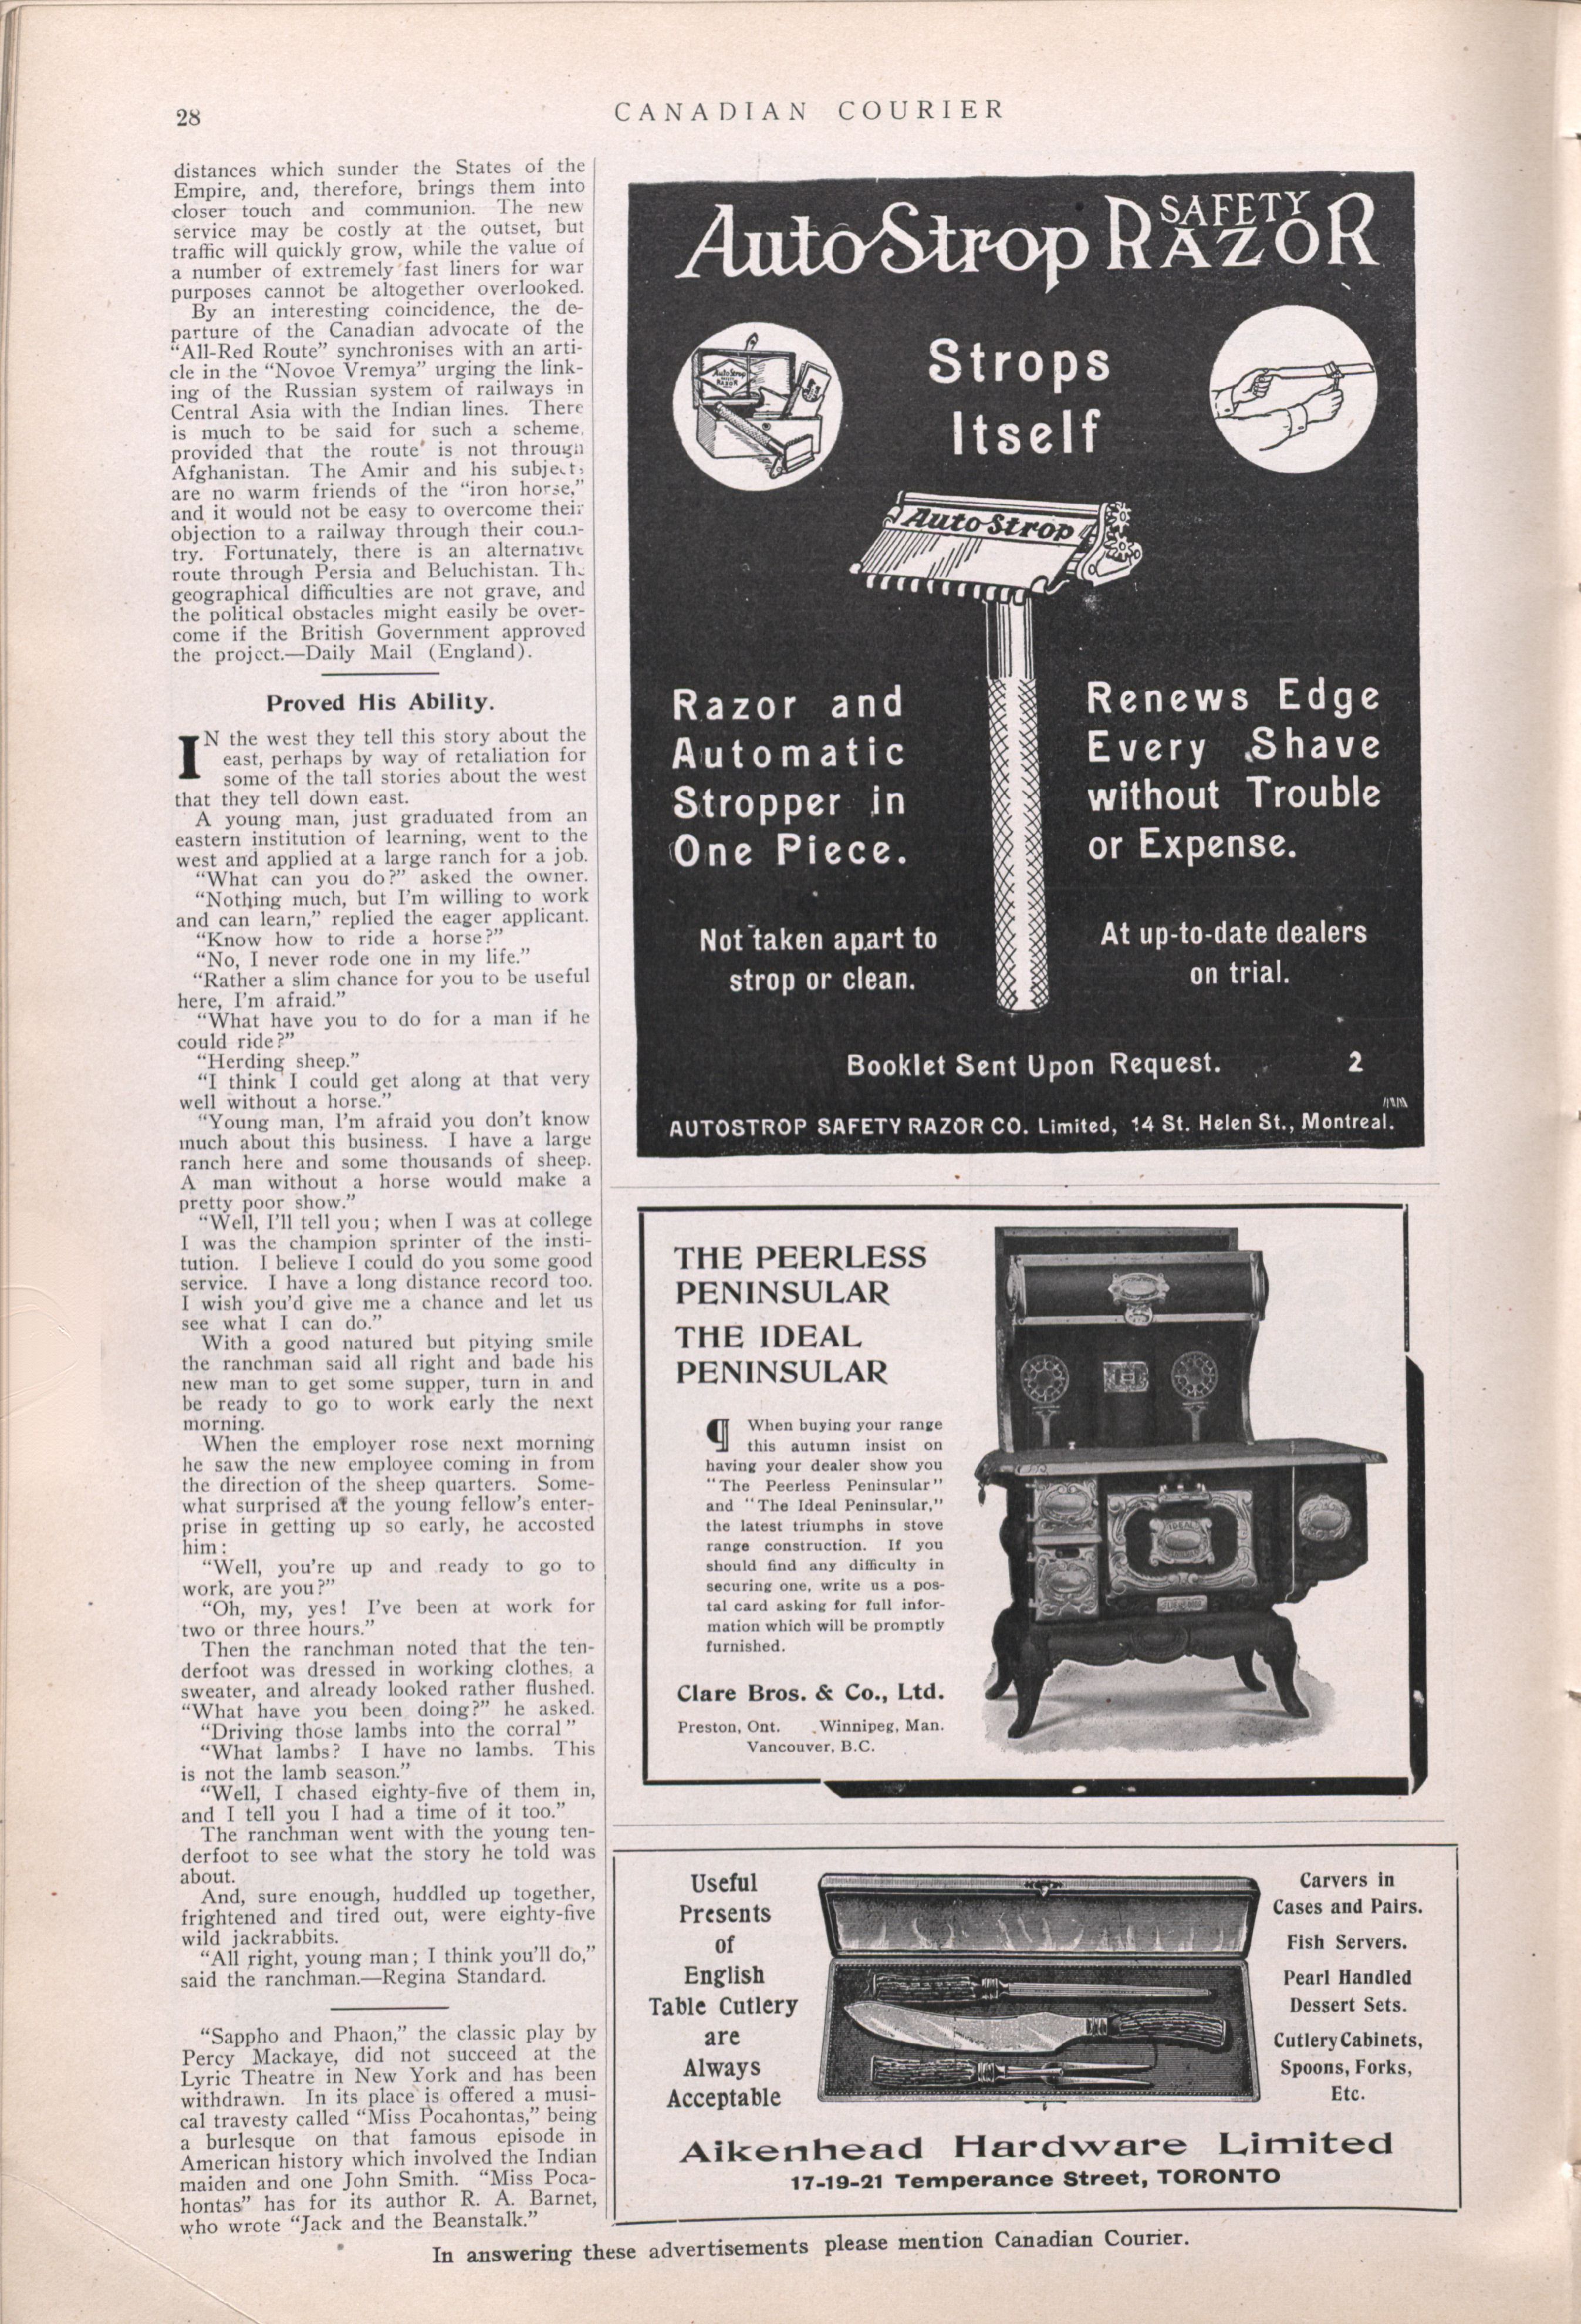 28
CANADIAN COURIER
distances which sunder the States of the
Empire, and, therefore, brings them into
closer touch and communion. The new
service may be costly at the outset, but
traffic will quickly grow, while the value of
a number of extremely fast liners for war
purposes cannot be altogether overlooked.
By an interesting coincidence, the de-
parture of the Canadian advocate of the
"All-Red Route" synchronises with an arti-
cle in the "Novoe Vremya" urging the link-
ing of the Russian system of railways in
Central Asia with the Indian lines. There
is much to be said for such a scheme,
provided that the route is not through
Afghanistan. The Amir and his subjects
are no warm friends of the "iron horse,"
and it would not be easy to overcome their
objection to a railway through their coun-
try. Fortunately, there is an alternative
route through Persia and Beluchistan. The
geographical difficulties are not grave, and
the political obstacles might easily be over-
come if the British Government approved
the project.—Daily Mail (England).
Proved His Ability.
IN the west they tell this story about the
east, perhaps by way of retaliation for
some of the tall stories about the west
that they tell down east.
A young man, just graduated from an
eastern institution of learning, went to the
west and applied at a large ranch for a job.
"What can you do?" asked the owner.
"Nothing much, but I'm willing to work
and can learn," replied the eager applicant.
"Know how to ride a horse?"
"No, I never rode one in my life."
"Rather a slim chance for you to be useful
here, I'm afraid."
"What have you to do for a man if he
could ride?"
"Herding sheep."
"I think I could get along at that very
well without a horse."
"Young man, I'm afraid you don't know
much about this business. I have a large
ranch here and some thousands of sheep.
A man without a horse would make a
pretty poor show."
"Well, I'll tell you; when I was at college
I was the champion sprinter of the insti-
tution. I believe I could do you some good
service. I have a long distance record too.
I wish you'd give me a chance and let us
see what I can do."
With a good natured but pitying smile
the ranchman said all right and bade his
new man to get some supper, turn in and
be ready to go to work early the next
morning.
When the employer rose next morning
he saw the new employee coming in from
the direction of the sheep quarters. Some-
what surprised at the young fellow's enter-
prise in getting up so early, he accosted
him:
"Well, you're up and ready to go to
work, are you?"
"Oh, my, yes! I've been at work for
two or three hours."
Then the ranchman noted that the ten-
derfoot was dressed in working clothes, a
sweater, and already looked rather flushed.
"What have you been doing?" he asked.
"Driving those lambs into the corral"
"What lambs? I have no lambs. This
is not the lamb season."
"Well, I chased eighty-five of them in,
and I tell you I had a time of it too."
The ranchman went with the young ten-
derfoot to see what the story he told was
about.
And, sure enough, huddled up together,
frightened and tired out, were eighty-five
wild jackrabbits.
"All right, young man; I think you'll do,"
said the ranchman.—Regina Standard.
"Sappho and Phaon," the classic play by
Percy Mackaye, did not succeed at the
Lyric Theatre in New York and has been
withdrawn. In its place is offered a musi-
cal travesty called "Miss Pocahontas," being
a burlesque on that famous episode in
American history which involved the Indian
maiden and one John Smith. "Miss Poca-
hontas" has for its author R. A. Barnet,
who wrote "Jack and the Beanstalk."
AutoStrop SAFETY RAZOR
AutoStrop
RAZOR
Strops
Itself
AutoStrop
Razor and
Automatic
Stropper in
One Piece.
Renews Edge
Every Shave
without Trouble
or Expense.
Not taken apart to
strop or clean.
At up-to-date dealers
on trial.
Booklet Sent Upon Request. 2
AUTOSTROP SAFETY RAZOR CO. Limited, 14 St. Helen St., Montreal.
THE PEERLESS
PENINSULAR
THE IDEAL
PENINSULAR
¶ When buying your range
this autumn insist on
having your dealer show you
"The Peerless Peninsular"
and "The Ideal Peninsular,"
the latest triumphs in stove
range construction. If you
should find any difficulty in
securing one, write us a pos-
tal card asking for full infor-
mation which will be promptly
furnished.
Clare Bros. & Co., Ltd.
Preston, Ont. Winnipeg, Man.
Vancouver, B.C.
IDEAL
Useful
Presents
of
English
Table Cutlery
are
Always
Acceptable
Carvers in
Cases and Pairs.
Fish Servers.
Pearl Handled
Dessert Sets.
Cutlery Cabinets,
Spoons, Forks,
Etc.
Aikenhead Hardware Limited
17-19-21 Temperance Street, TORONTO
In answering these advertisements please mention Canadian Courier.